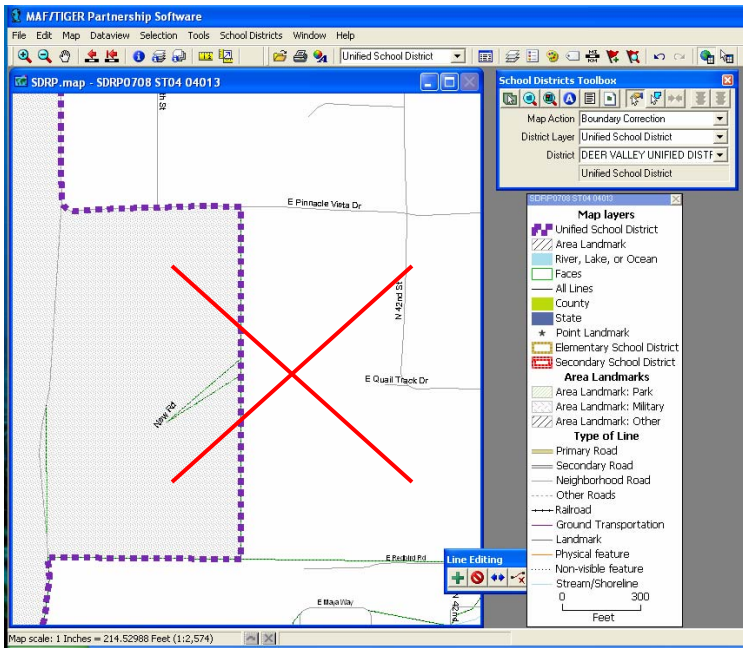 MAF/TIGER Partnership Software
File Edit Map Dataview Selection Tools School Districts Window Help
Unified School District
SDRP.map - SDRP0708 ST04 04013
th St
E Pinnacle Vista Dr
N 42nd St
E Quail Track Dr
New Rd
E Redbird Rd
E Maya Way
N 42nd
School Districts Toolbox
Map Action Boundary Correction
District Layer Unified School District
District DEER VALLEY UNIFIED DISTF
Unified School District
SDRP0708 ST04 04013
Map layers
Unified School District
Area Landmark
River, Lake, or Ocean
Faces
All Lines
County
State
Point Landmark
Elementary School District
Secondary School District
Area Landmarks
Area Landmark: Park
Area Landmark: Military
Area Landmark: Other
Type of Line
Primary Road
Secondary Road
Neighborhood Road
Other Roads
Railroad
Ground Transportation
Landmark
Physical feature
Non-visible feature
Stream/Shoreline
0 300
Feet
Line Editing
Map scale: 1 Inches = 214.52988 Feet (1:2,574)